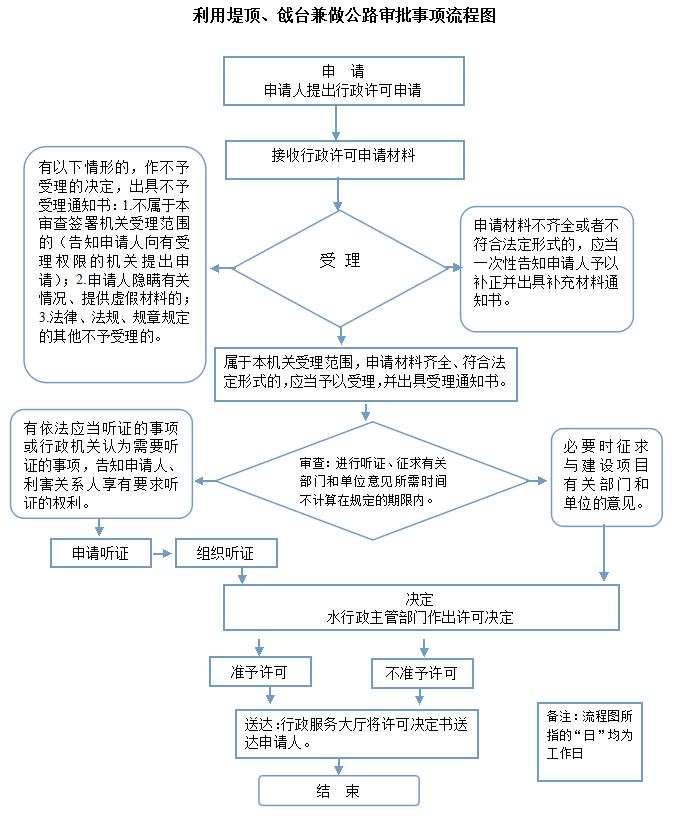 利用堤顶、戗台兼做公路审批事项流程图
申 请
申请人提出行政许可申请
接收行政许可申请材料
有以下情形的，作不予
受理的决定，出具不予
受理通知书：1.不属于本
审查签署机关受理范围
的（告知申请人向有受
理权限的机关提出申
请）；2.申请人隐瞒有关
情况、提供虚假材料的；
3.法律、法规、规章规定
的其他不予受理的。
受 理
申请材料不齐全或者不
符合法定形式的，应当
一次性告知申请人予以
补正并出具补充材料通
知书。
属于本机关受理范围，申请材料齐全、符合法
定形式的，应当予以受理，并出具受理通知书。
有依法应当听证的事项
或行政机关认为需要听
证的事项，告知申请人、
利害关系人享有要求听
证的权利。
审查：进行听证、征求有关
部门和单位意见所需时间
不计算在规定的期限内。
必要时征求
与建设项目
有关部门和
单位的意见。
申请听证
组织听证
决定
水行政主管部门作出许可决定
准予许可
不准予许可
送达：行政服务大厅将许可决定书送
达申请人。
备注：流程图所
指的“日”均为
工作日
结 束